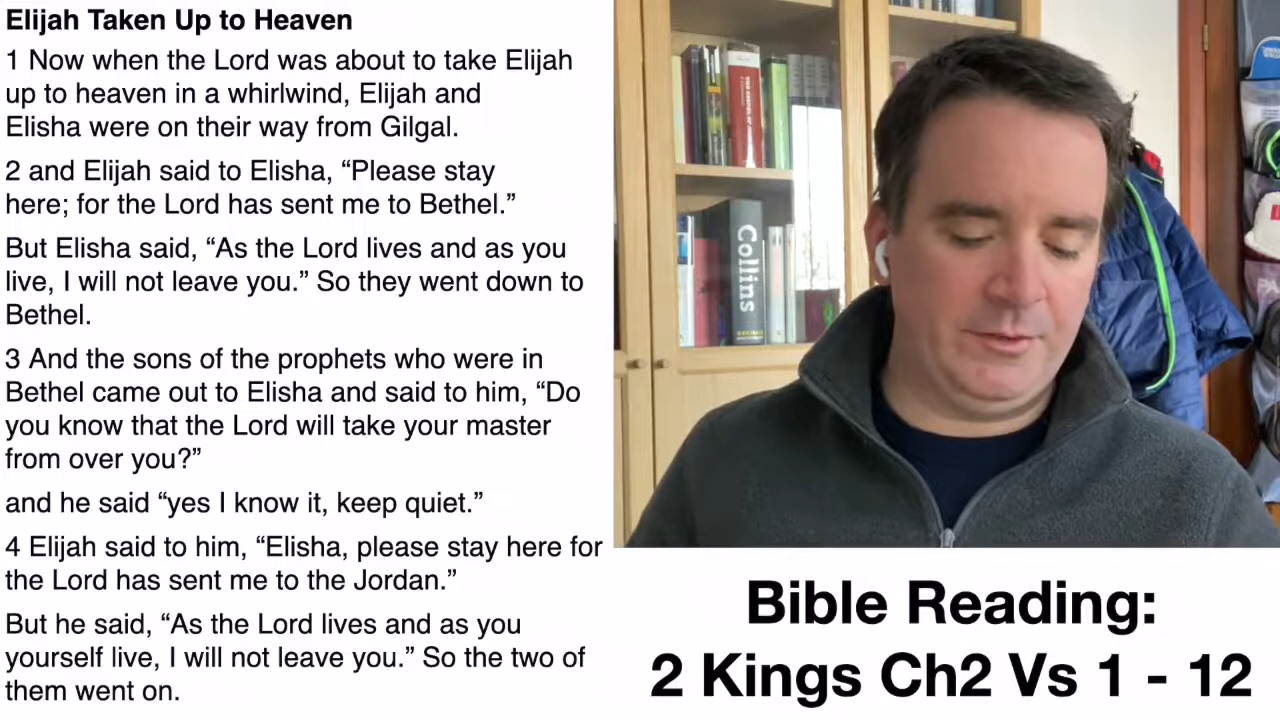 Elijah Taken Up to Heaven
1 Now when the Lord was about to take Elijah
up to heaven in a whirlwind, Elijah and
Elisha were on their way from Gilgal.
2 and Elijah said to Elisha, “Please stay
here; for the Lord has sent me to Bethel.”
But Elisha said, “As the Lord lives and as you
live, I will not leave you.” So they went down to
Bethel.
3 And the sons of the prophets who were in
Bethel came out to Elisha and said to him, “Do
you know that the Lord will take your master
from over you?”
and he said “yes I know it, keep quiet.”
4 Elijah said to him, “Elisha, please stay here for
the Lord has sent me to the Jordan.”
But he said, “As the Lord lives and as you
yourself live, I will not leave you.” So the two of
them went on.
Collins
Bible Reading:
2 Kings Ch2 Vs 1 - 12